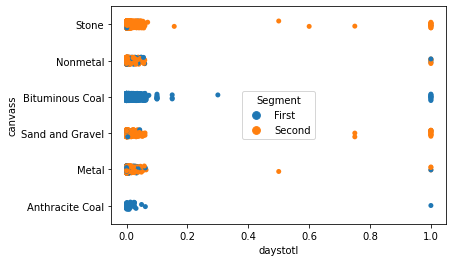 Stone
Nonmetal
Bituminous Coal
Sand and Gravel
Metal
Anthracite Coal
canvass
Segment
First
Second
0.0 0.2 0.4 0.6 0.8 1.0
daystotl